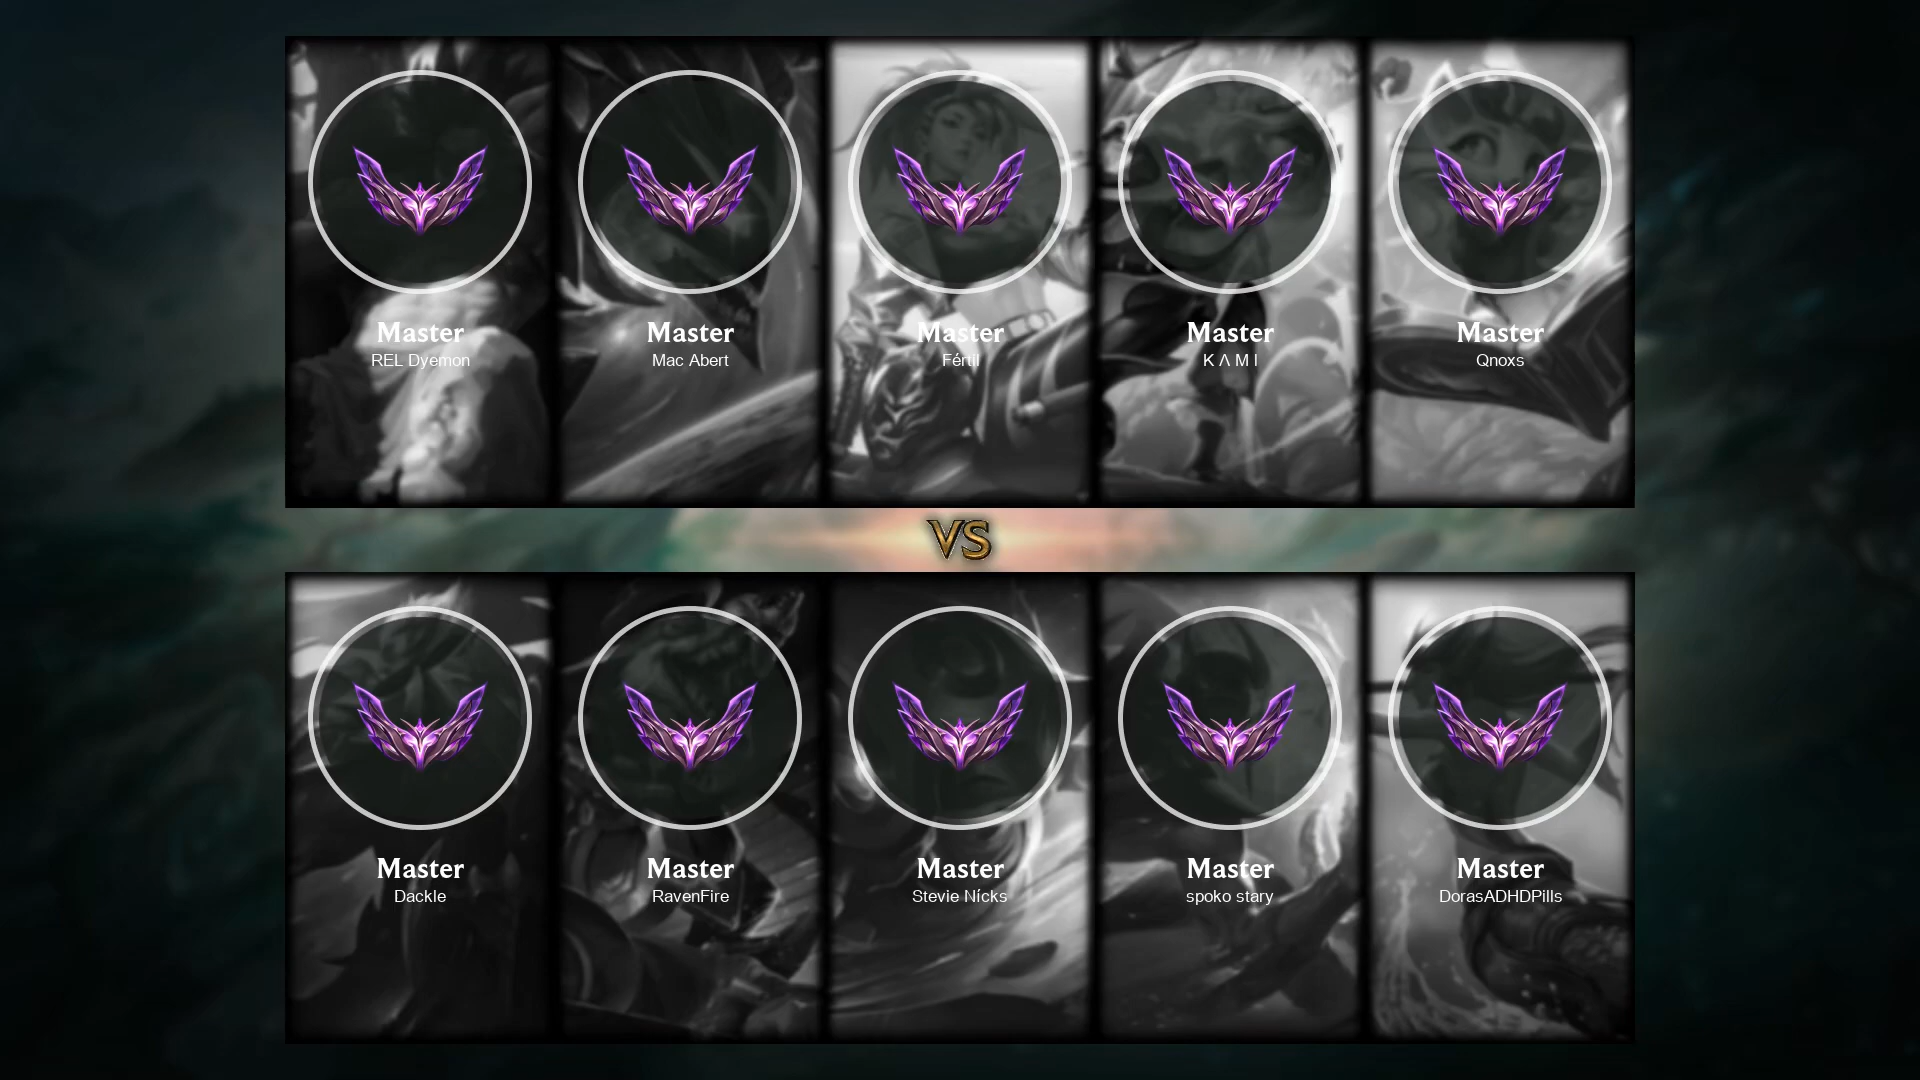 Master
REL Dyemon
Master
Mac Abert
Master
Fértil
Master
K Λ M I
Master
Qnoxs
VS
Master
Dackle
Master
RavenFire
Master
Stevie Nícks
Master
spoko stary
Master
DorasADHDPills